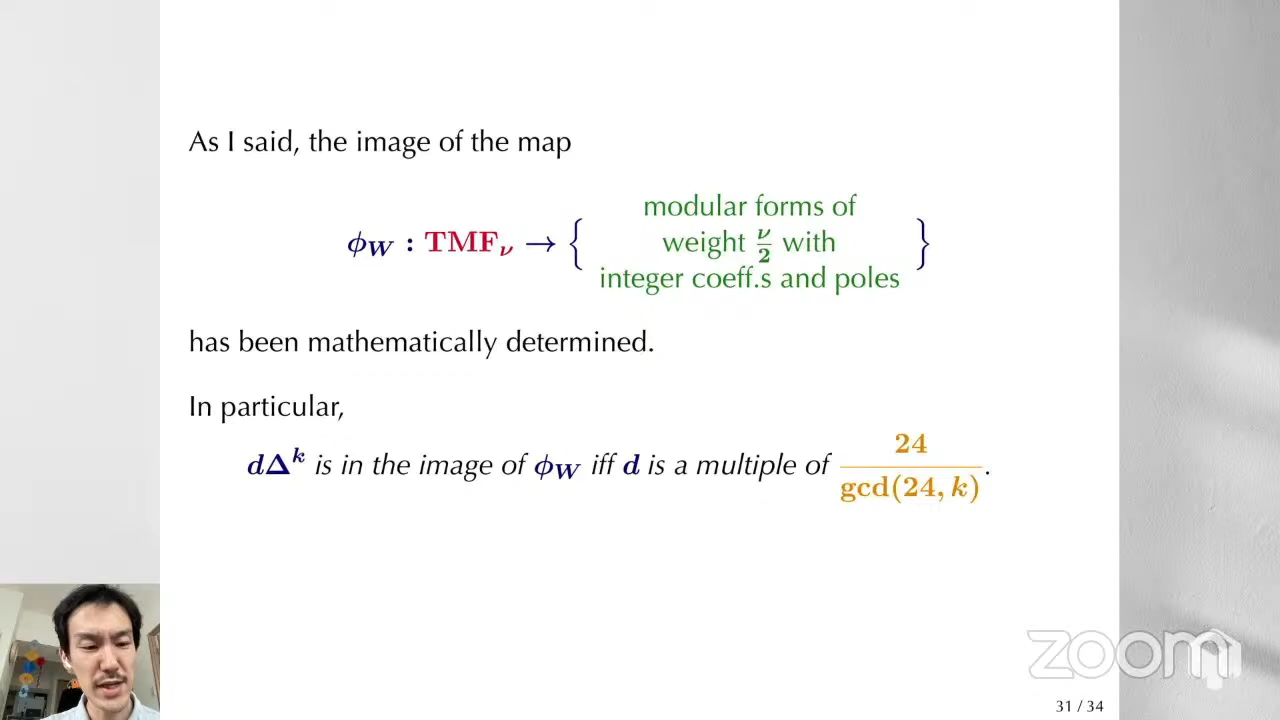 As I said, the image of the map
modular forms of
ϕ_W : TMF_ν → { weight ν/2 with }
integer coeff.s and poles
has been mathematically determined.
In particular,
dΔ^k is in the image of ϕ_W iff d is a multiple of 24/gcd(24, k).
zoom
31 / 34